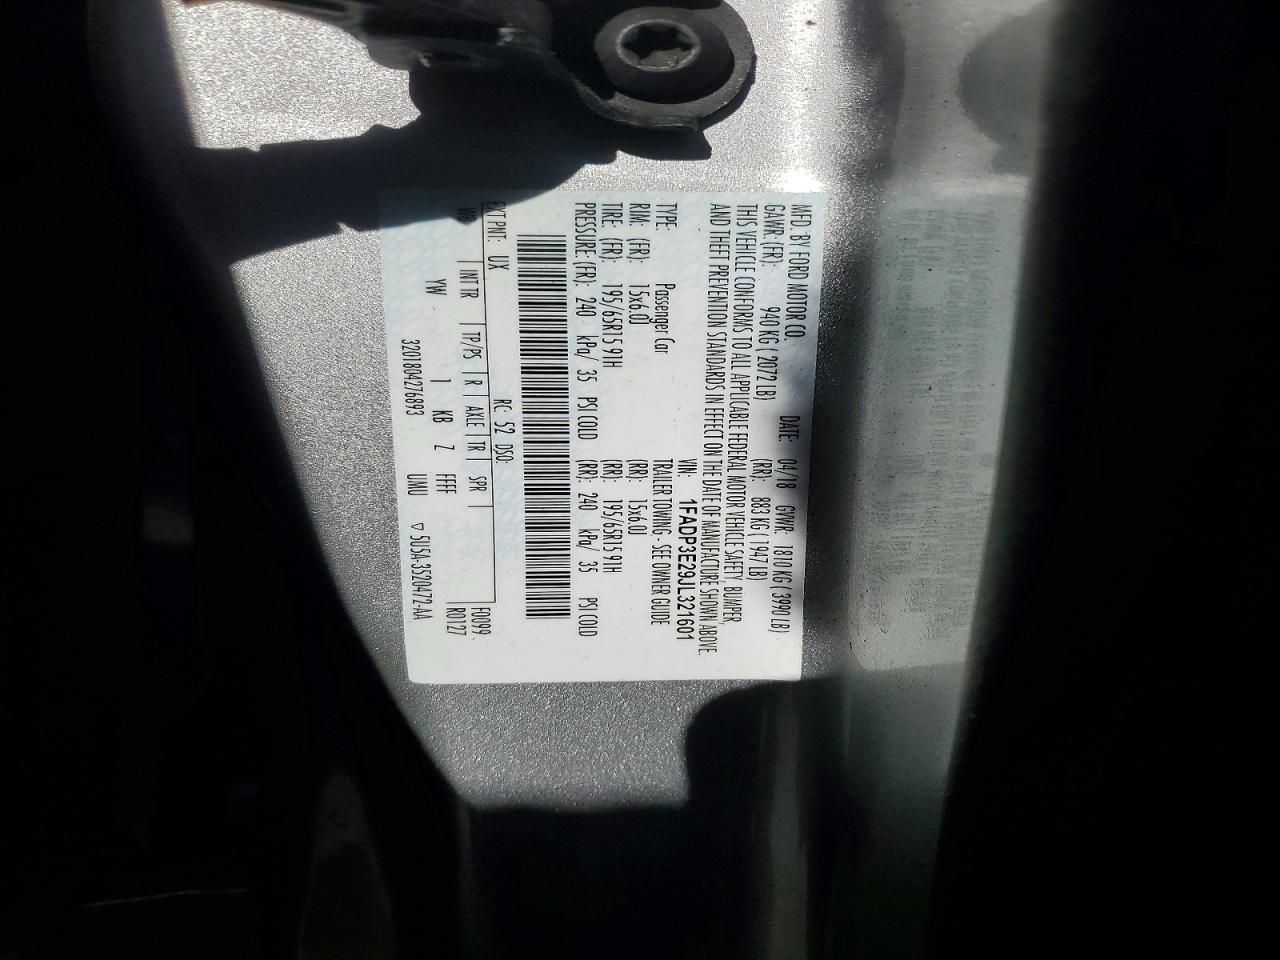 MFD. BY FORD MOTOR CO.
DATE: 04/18 GVWR: 1810 KG ( 3990 LB)
GAWR: (FR): 940 KG ( 2072 LB) (RR): 883 KG ( 1947 LB)
THIS VEHICLE CONFORMS TO ALL APPLICABLE FEDERAL MOTOR VEHICLE SAFETY, BUMPER,
AND THEFT PREVENTION STANDARDS IN EFFECT ON THE DATE OF MANUFACTURE SHOWN ABOVE.
VIN: 1FADP3E29JL321601
TYPE: Passenger Car TRAILER TOWING - SEE OWNER GUIDE
RIM: (FR): 15x6.0J (RR): 15x6.0J
TIRE: (FR): 195/65R15 91H (RR): 195/65R15 91H
PRESSURE: (FR): 240 kPa/ 35 PSI COLD (RR): 240 kPa/ 35 PSI COLD
EXT PNT: UX RC: 52 DSO: F0099
WB INT TR TP/PS R AXLE TR SPR R0127
YW 1 KB Z FFFF
3201804276893 UMU ▽ 5U5A-3520472-AA